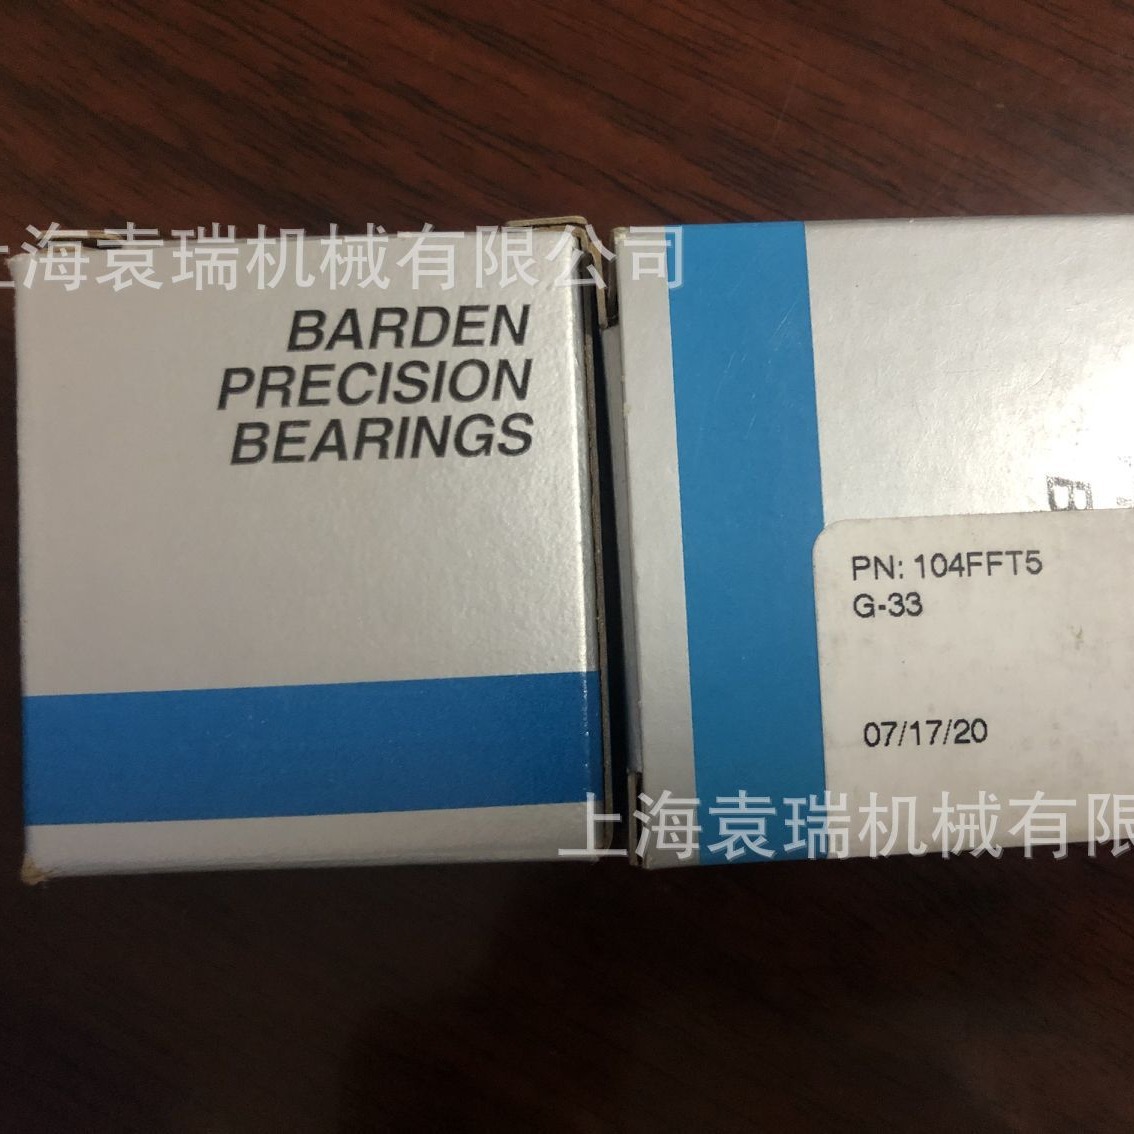 上海袁瑞机械有限公司
BARDEN
PRECISION
BEARINGS
B
PN: 104FFT5
G-33
07/17/20
上海袁瑞机械有限